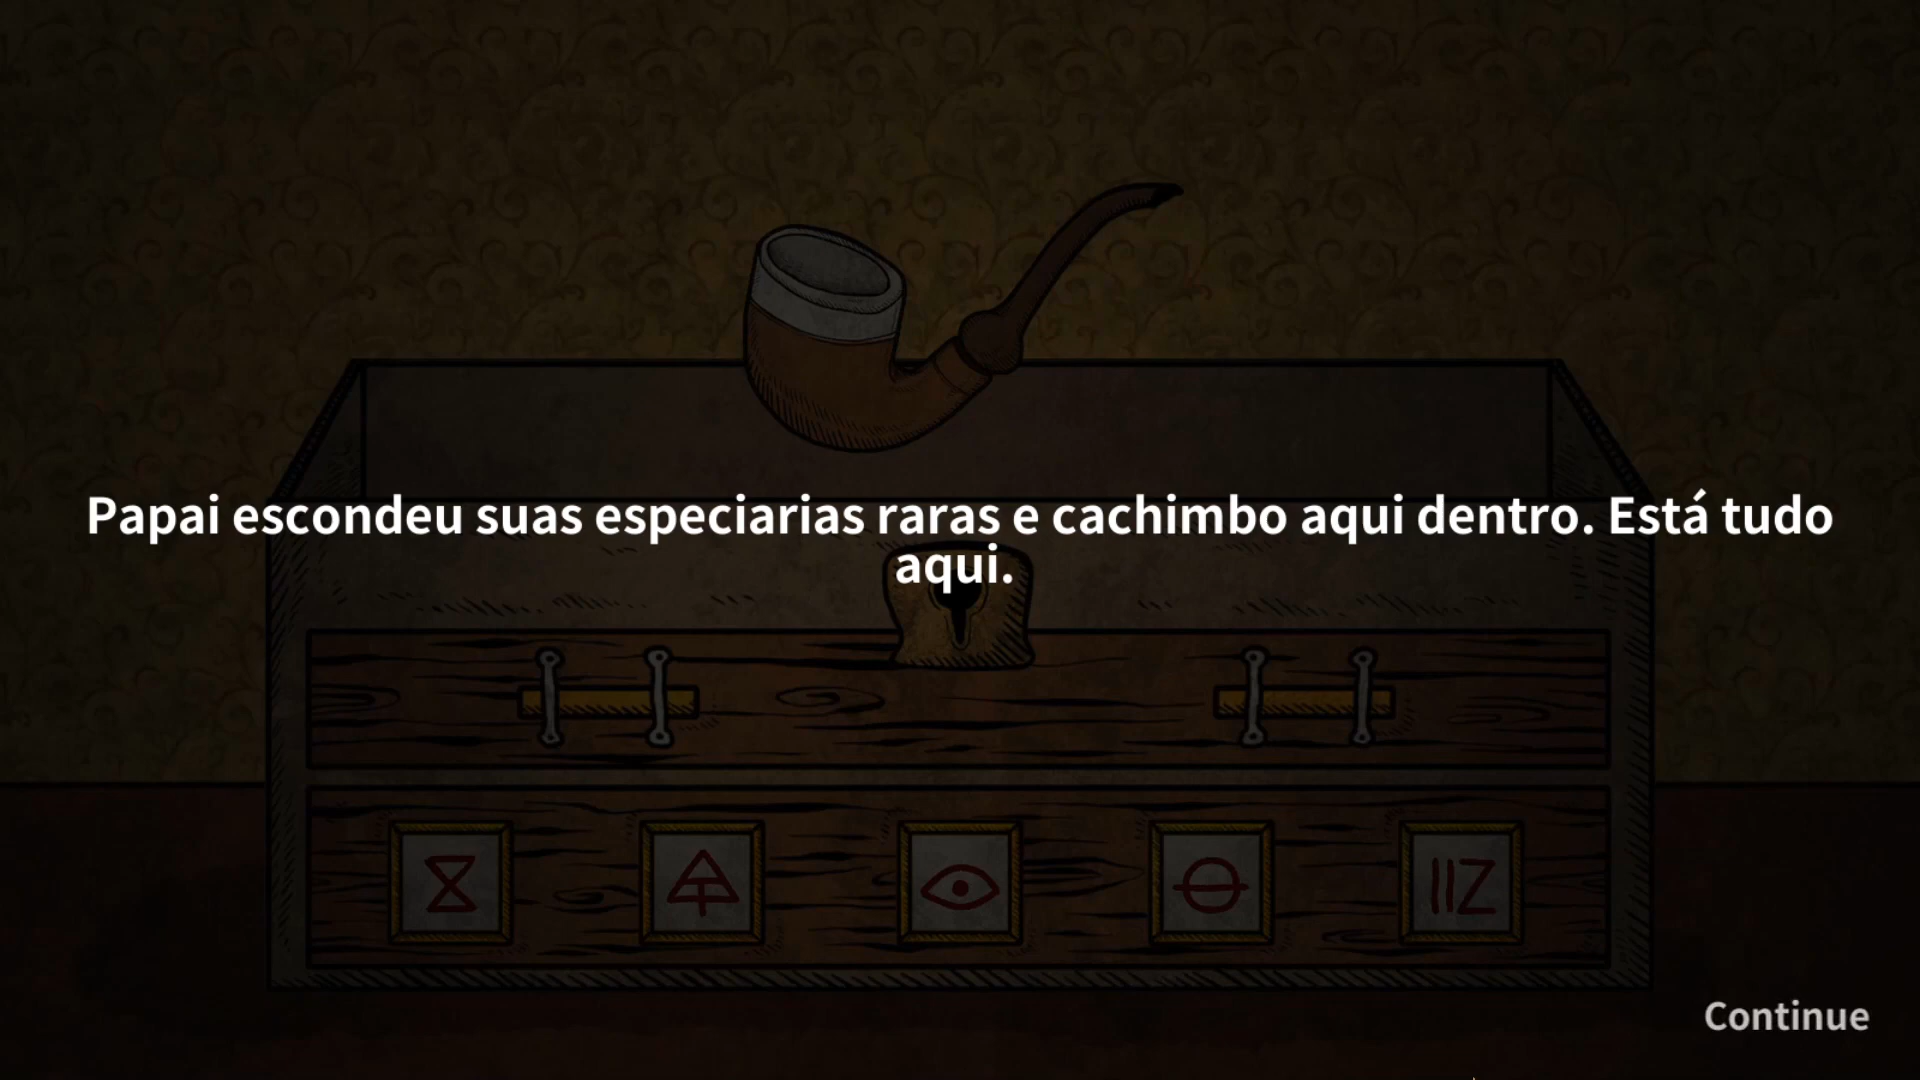 Papai escondeu suas especiarias raras e cachimbo aqui dentro. Está tudo
aqui.
Continue